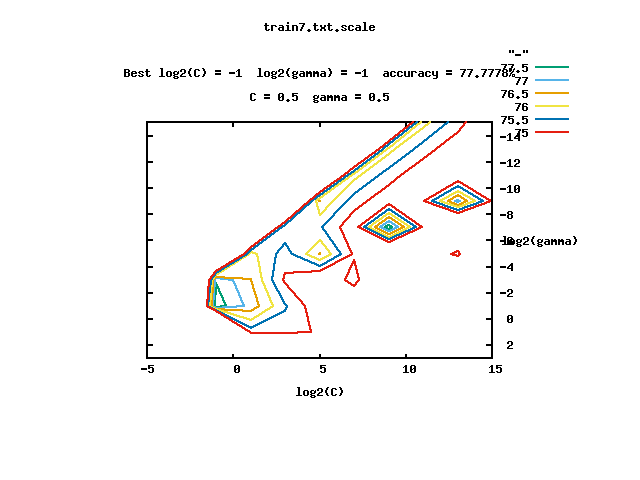 train7.txt.scale
"-"
Best log2(C) = -1  log2(gamma) = -1  accuracy = 77.7778%
77.5
77
76.5
C = 0.5  gamma = 0.5
76
75.5
75
-14
-12
-10
-8
-6
log2(gamma)
-4
-2
0
2
-5 0 5 10 15
log2(C)